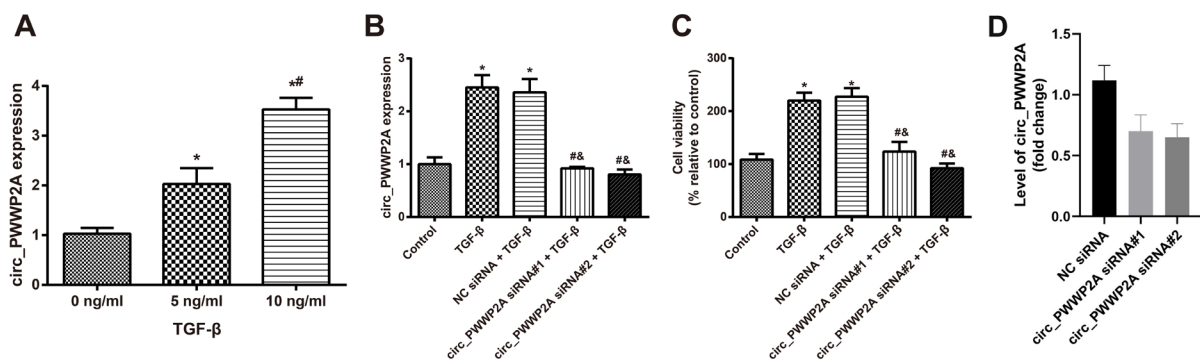 A
circ_PWWP2A expression
4
3
2
1
0
*
*#
0 ng/ml
5 ng/ml
10 ng/ml
TGF-β
B
circ_PWWP2A expression
3
2
1
0
*
*
#&
#&
Control
TGF-β
NC siRNA + TGF-β
circ_PWWP2A siRNA#1 + TGF-β
circ_PWWP2A siRNA#2 + TGF-β
C
Cell viability
(% relative to control)
300
200
100
0
*
*
#&
#&
Control
TGF-β
NC siRNA + TGF-β
circ_PWWP2A siRNA#1 + TGF-β
circ_PWWP2A siRNA#2 + TGF-β
D
Level of circ_PWWP2A
(fold change)
1.5
1.0
0.5
0.0
NC siRNA
circ_PWWP2A siRNA#1
circ_PWWP2A siRNA#2